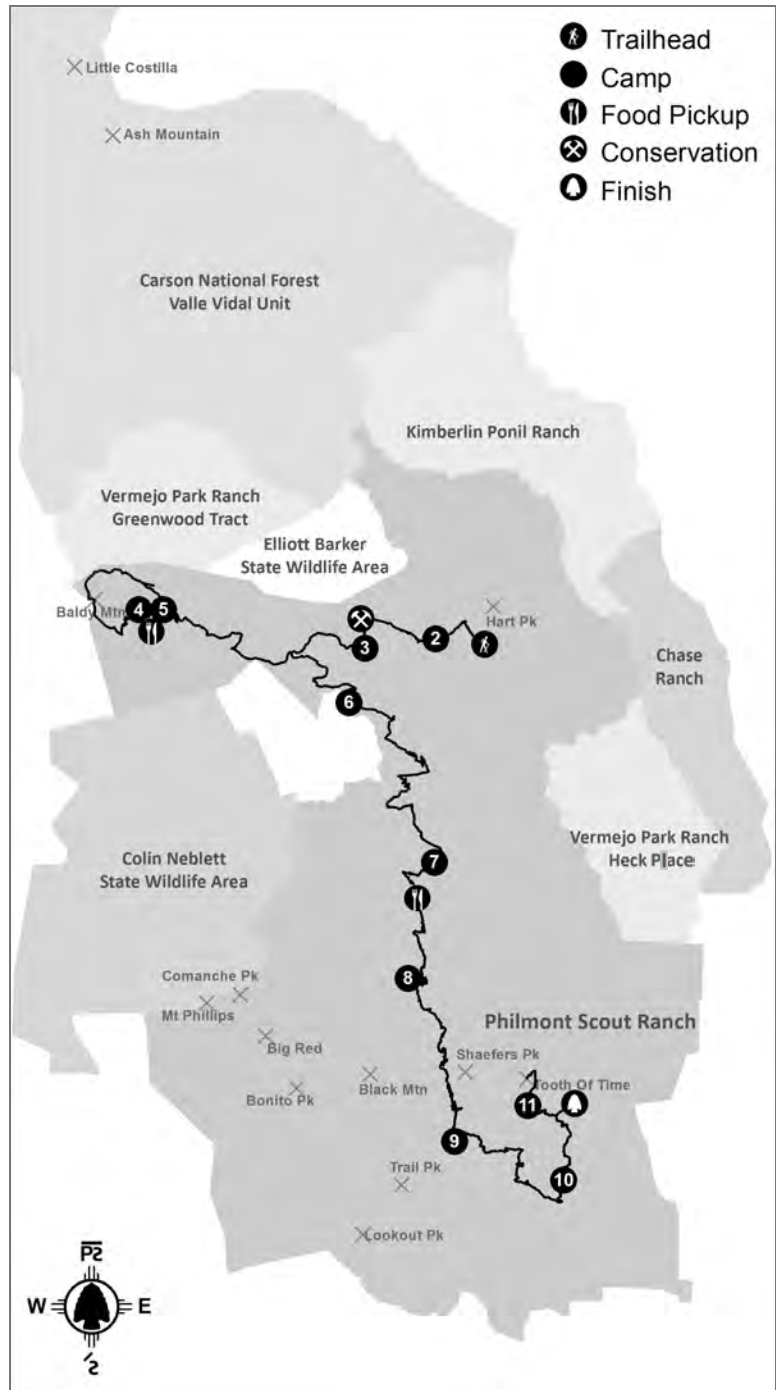 Trailhead
Camp
Food Pickup
Conservation
Finish
Little Costilla
Ash Mountain
Carson National Forest
Valle Vidal Unit
Kimberlin Ponil Ranch
Vermejo Park Ranch
Greenwood Tract
Elliott Barker
State Wildlife Area
Baldy Mtn
4
5
3
2
Hart Pk
Chase
Ranch
6
Colin Neblett
State Wildlife Area
7
Vermejo Park Ranch
Heck Place
8
Comanche Pk
Mt Phillips
Big Red
Bonito Pk
Black Mtn
Philmont Scout Ranch
Shaefers Pk
Tooth Of Time
11
9
10
Trail Pk
Lookout Pk
W
E